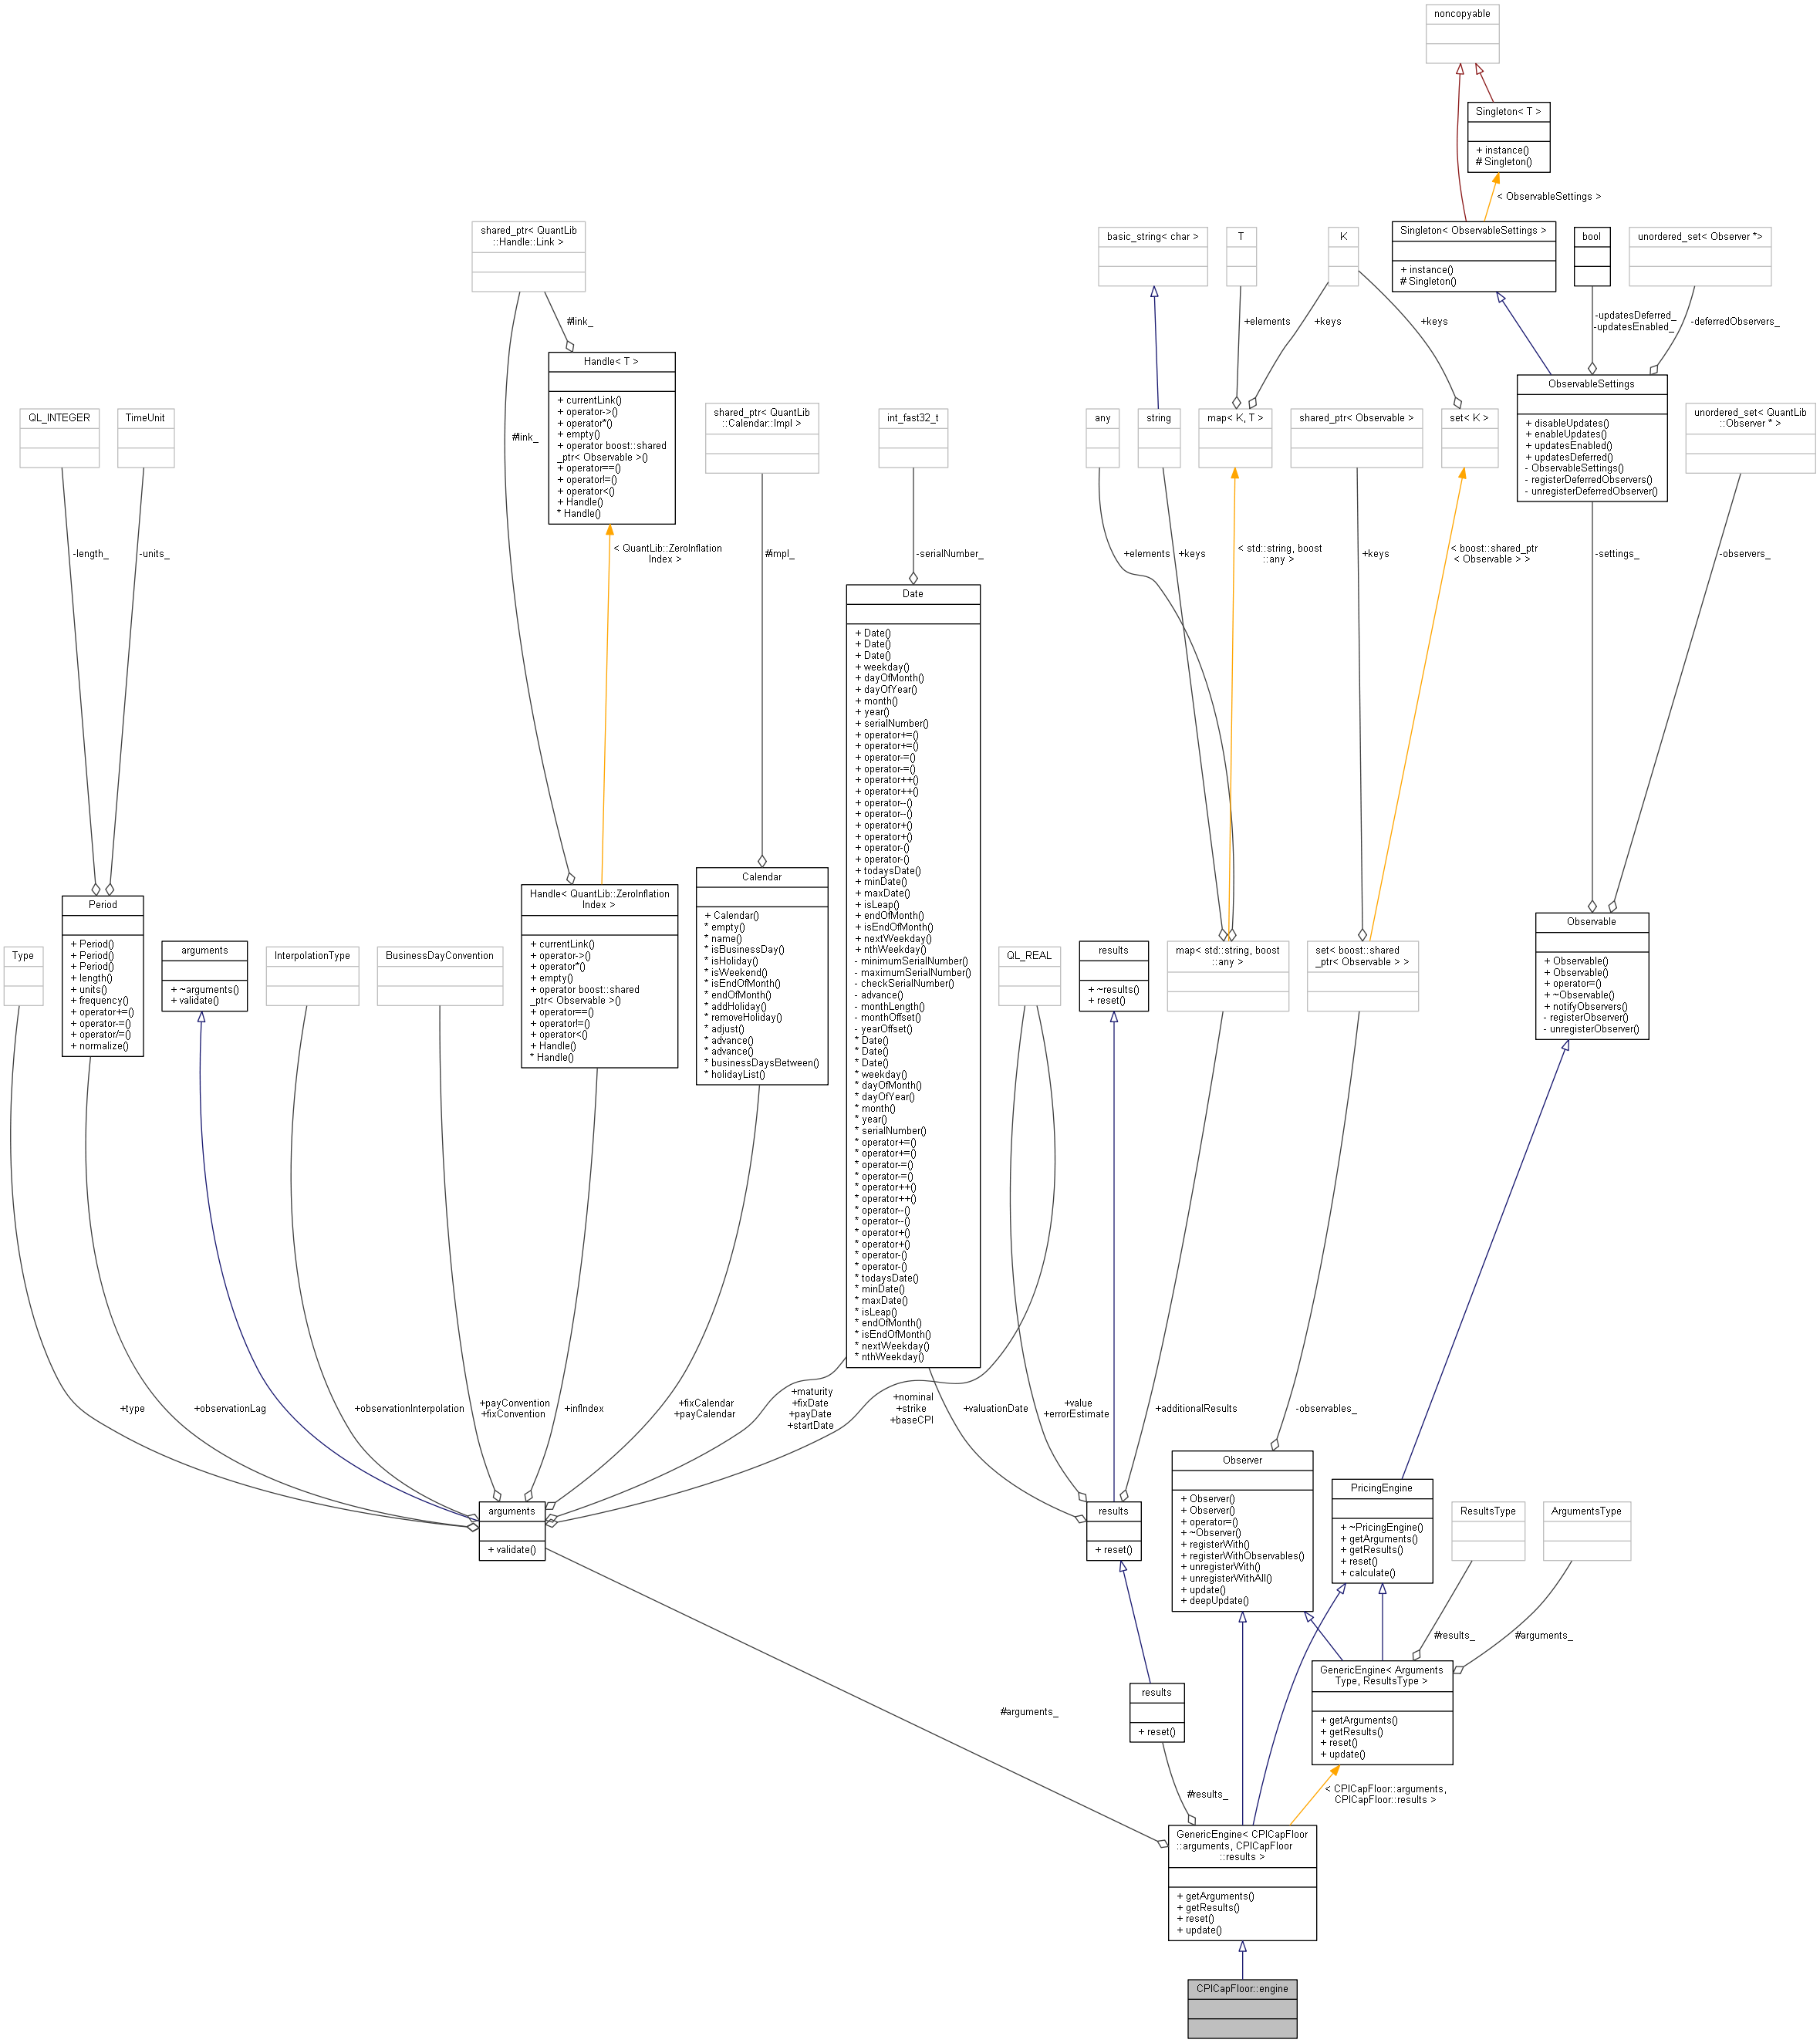 noncopyable
Singleton< T >
+ instance()
# Singleton()
< ObservableSettings >
shared_ptr< QuantLib
::Handle::Link >
basic_string< char >
T
K
Singleton< ObservableSettings >
+ instance()
# Singleton()
bool
unordered_set< Observer *>
#link_
+elements
+keys
+keys
-updatesDeferred_
-updatesEnabled_
-deferredObservers_
Handle< T >
+ currentLink()
+ operator->()
+ operator*()
+ empty()
+ operator boost::shared
_ptr< Observable >()
+ operator==()
+ operator!=()
+ operator<()
+ Handle()
* Handle()
ObservableSettings
+ disableUpdates()
+ enableUpdates()
+ updatesEnabled()
+ updatesDeferred()
- ObservableSettings()
- registerDeferredObservers()
- unregisterDeferredObserver()
QL_INTEGER
TimeUnit
#link_
shared_ptr< QuantLib
::Calendar::Impl >
int_fast32_t
any
string
map< K, T >
shared_ptr< Observable >
set< K >
unordered_set< QuantLib
::Observer * >
-length_
-units_
< QuantLib::ZeroInflation
Index >
#impl_
-serialNumber_
+elements
+keys
< std::string, boost
::any >
+keys
< boost::shared_ptr
< Observable > >
-settings_
-observers_
Date
+ Date()
+ Date()
+ Date()
+ weekday()
+ dayOfMonth()
+ dayOfYear()
+ month()
+ year()
+ serialNumber()
+ operator+=()
+ operator+=()
+ operator-=()
+ operator-=()
+ operator++()
+ operator++()
+ operator--()
+ operator--()
+ operator+()
+ operator+()
+ operator-()
+ operator-()
+ todaysDate()
+ minDate()
+ maxDate()
+ isLeap()
+ endOfMonth()
+ isEndOfMonth()
+ nextWeekday()
+ nthWeekday()
- minimumSerialNumber()
- maximumSerialNumber()
- checkSerialNumber()
- advance()
- monthLength()
- monthOffset()
- yearOffset()
* Date()
* Date()
* Date()
* weekday()
* dayOfMonth()
* dayOfYear()
* month()
* year()
* serialNumber()
* operator+=()
* operator+=()
* operator-=()
* operator-=()
* operator++()
* operator++()
* operator--()
* operator--()
* operator+()
* operator+()
* operator-()
* operator-()
* todaysDate()
* minDate()
* maxDate()
* isLeap()
* endOfMonth()
* isEndOfMonth()
* nextWeekday()
* nthWeekday()
Type
Period
+ Period()
+ Period()
+ Period()
+ length()
+ units()
+ frequency()
+ operator+=()
+ operator-=()
+ operator/=()
+ normalize()
arguments
+ ~arguments()
+ validate()
InterpolationType
BusinessDayConvention
Handle< QuantLib::ZeroInflation
Index >
+ currentLink()
+ operator->()
+ operator*()
+ empty()
+ operator boost::shared
_ptr< Observable >()
+ operator==()
+ operator!=()
+ operator<()
+ Handle()
* Handle()
Calendar
+ Calendar()
* empty()
* name()
* isBusinessDay()
* isHoliday()
* isWeekend()
* isEndOfMonth()
* endOfMonth()
* addHoliday()
* removeHoliday()
* adjust()
* advance()
* advance()
* businessDaysBetween()
* holidayList()
QL_REAL
results
+ ~results()
+ reset()
map< std::string, boost
::any >
set< boost::shared
_ptr< Observable > >
Observable
+ Observable()
+ Observable()
+ operator=()
+ ~Observable()
+ notifyObservers()
- registerObserver()
- unregisterObserver()
+type
+observationLag
+observationInterpolation
+payConvention
+fixConvention
+infIndex
+fixCalendar
+payCalendar
+maturity
+fixDate
+payDate
+startDate
+nominal
+strike
+baseCPI
+valuationDate
+value
+errorEstimate
+additionalResults
-observables_
arguments
+ validate()
results
+ reset()
Observer
+ Observer()
+ Observer()
+ operator=()
+ ~Observer()
+ registerWith()
+ registerWithObservables()
+ unregisterWith()
+ unregisterWithAll()
+ update()
+ deepUpdate()
PricingEngine
+ ~PricingEngine()
+ getArguments()
+ getResults()
+ reset()
+ calculate()
ResultsType
ArgumentsType
#results_
#arguments_
#arguments_
results
+ reset()
GenericEngine< Arguments
Type, ResultsType >
+ getArguments()
+ getResults()
+ reset()
+ update()
#results_
< CPICapFloor::arguments,
CPICapFloor::results >
GenericEngine< CPICapFloor
::arguments, CPICapFloor
::results >
+ getArguments()
+ getResults()
+ reset()
+ update()
CPICapFloor::engine